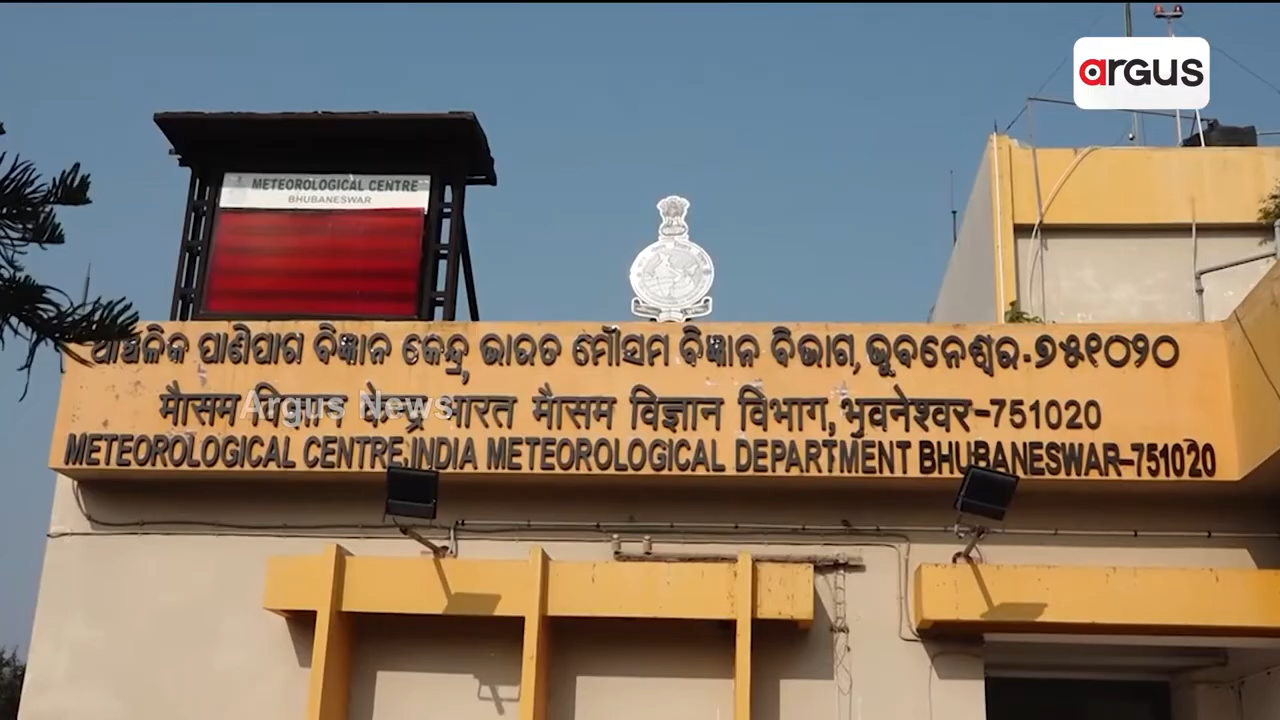 argus
METEOROLOGICAL CENTRE
BHUBANESWAR
ଆଞ୍ଚଳିକ ପାଣିପାଗ ବିଜ୍ଞାନ କେନ୍ଦ୍ର, ଭାରତ ମୌସମ ବିଜ୍ଞାନ ବିଭାଗ, ଭୁବନେଶ୍ୱର-୭୫୧୦୨୦
मौसम विज्ञान केन्द्र भारत मौसम विज्ञान विभाग, भुवनेश्वर-751020
Argus News
METEOROLOGICAL CENTRE, INDIA METEOROLOGICAL DEPARTMENT BHUBANESWAR-751020